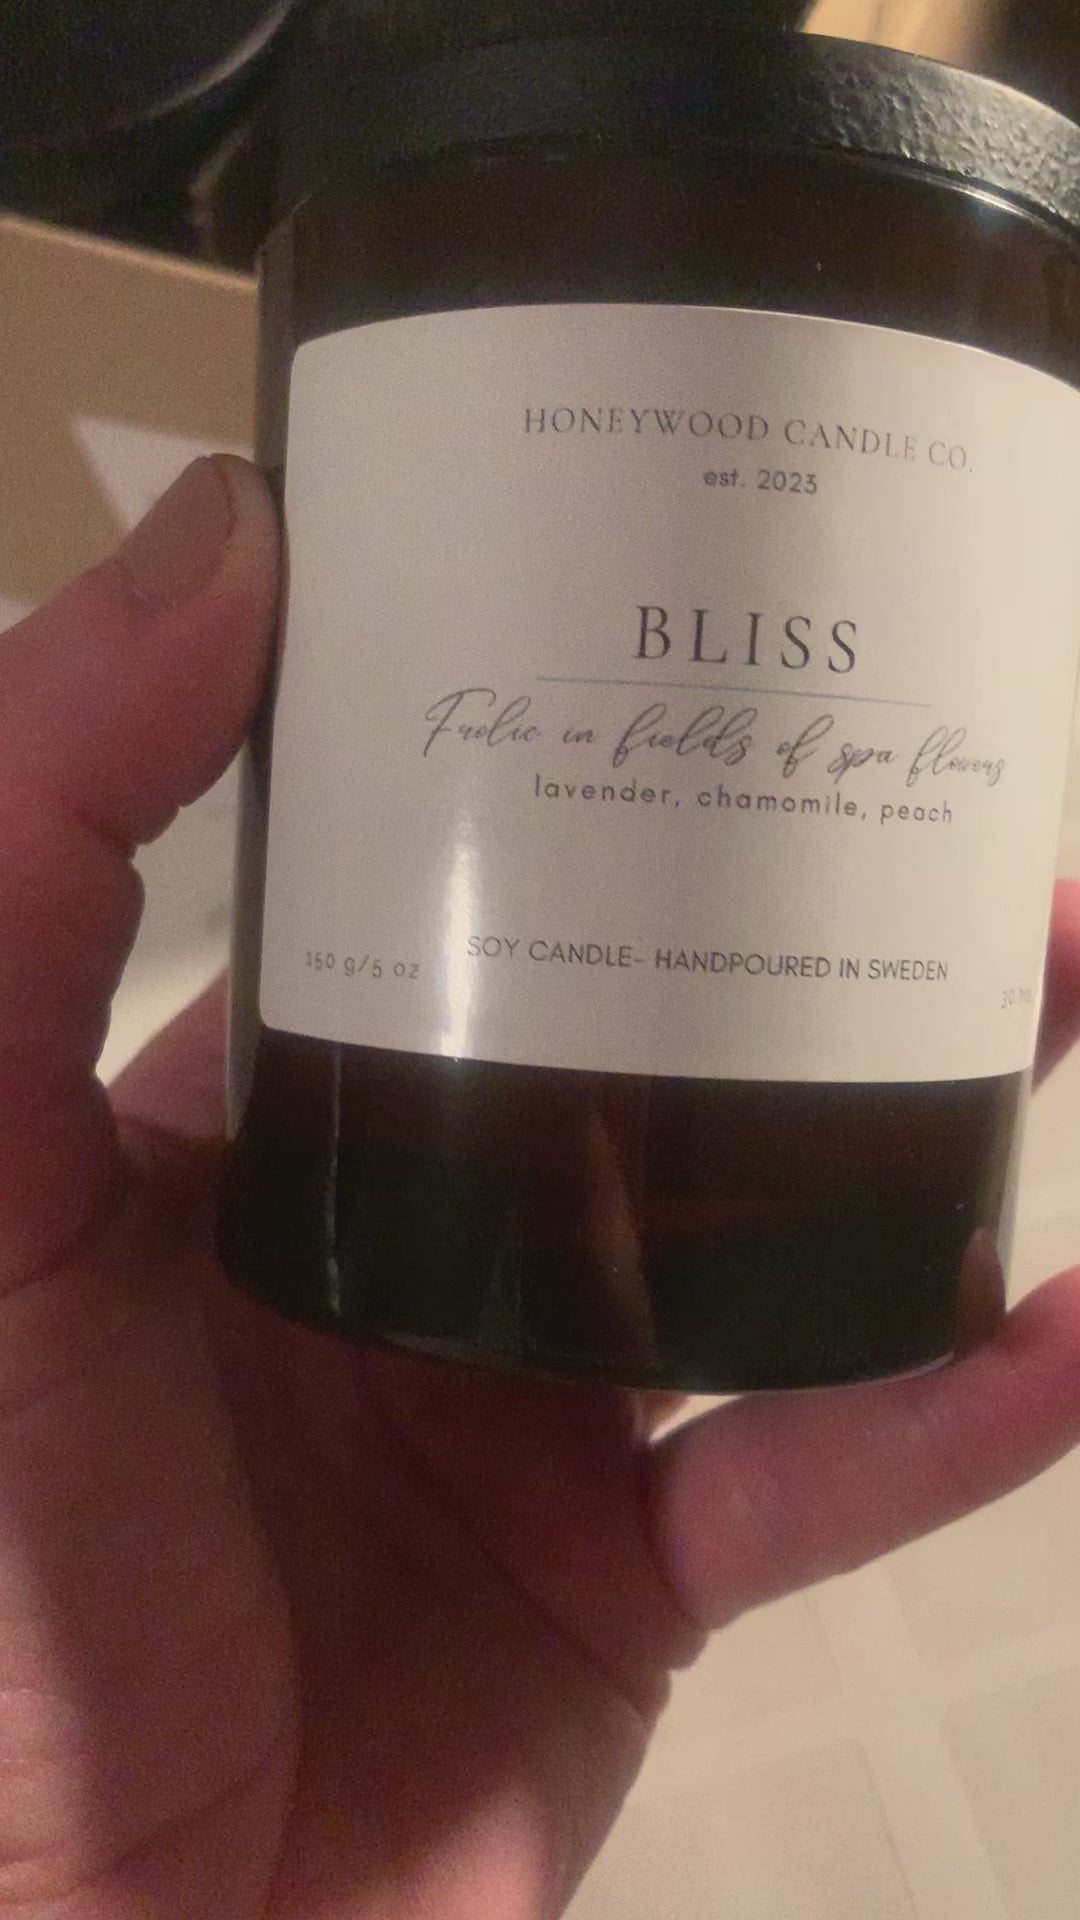 HONEYWOOD CANDLE CO.
est. 2023
BLISS
Frolic in fields of spa flowers
lavender, chamomile, peach
SOY CANDLE- HANDPOURED IN SWEDEN
150 g/5 oz
30